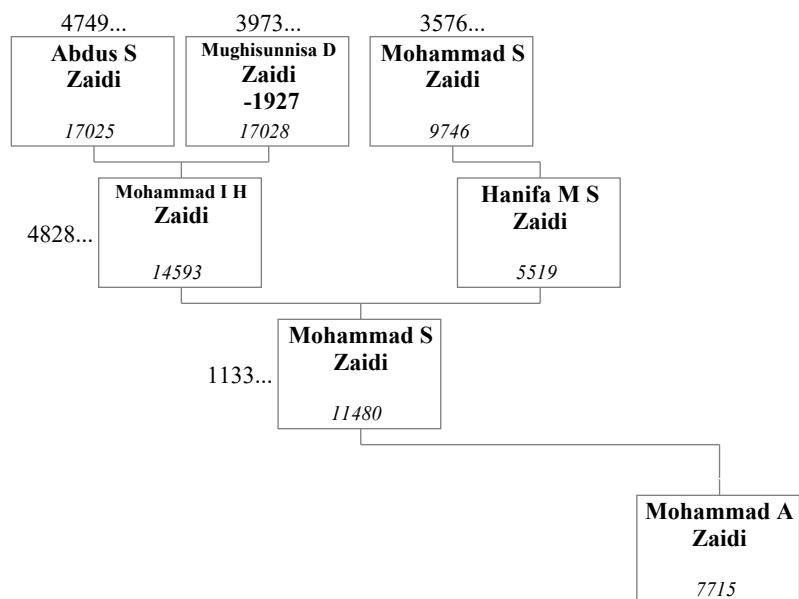 4749...
3973...
3576...
Abdus S
Zaidi
17025
Mughisunnisa D
Zaidi
-1927
17028
Mohammad S
Zaidi
9746
4828...
Mohammad I H
Zaidi
14593
Hanifa M S
Zaidi
5519
1133...
Mohammad S
Zaidi
11480
Mohammad A
Zaidi
7715